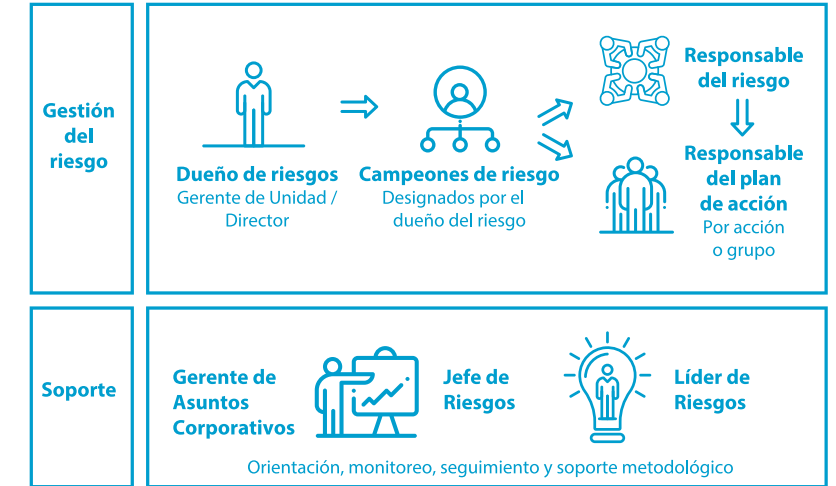 Gestión
del
riesgo
Dueño de riesgos
Gerente de Unidad /
Director
Campeones de riesgo
Designados por el
dueño del riesgo
Responsable
del riesgo
Responsable
del plan
de acción
Por acción
o grupo
Soporte
Gerente de
Asuntos
Corporativos
Jefe de
Riesgos
Líder de
Riesgos
Orientación, monitoreo, seguimiento y soporte metodológico